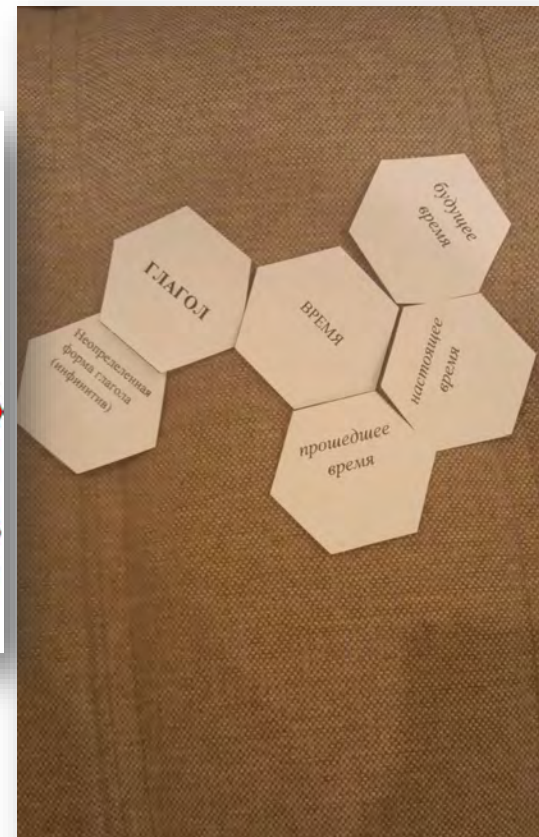 ГЛАГОЛ
Неопределенная
форма глагола
(инфинитив)
ВРЕМЯ
будущее
время
настоящее
время
прошедшее
время